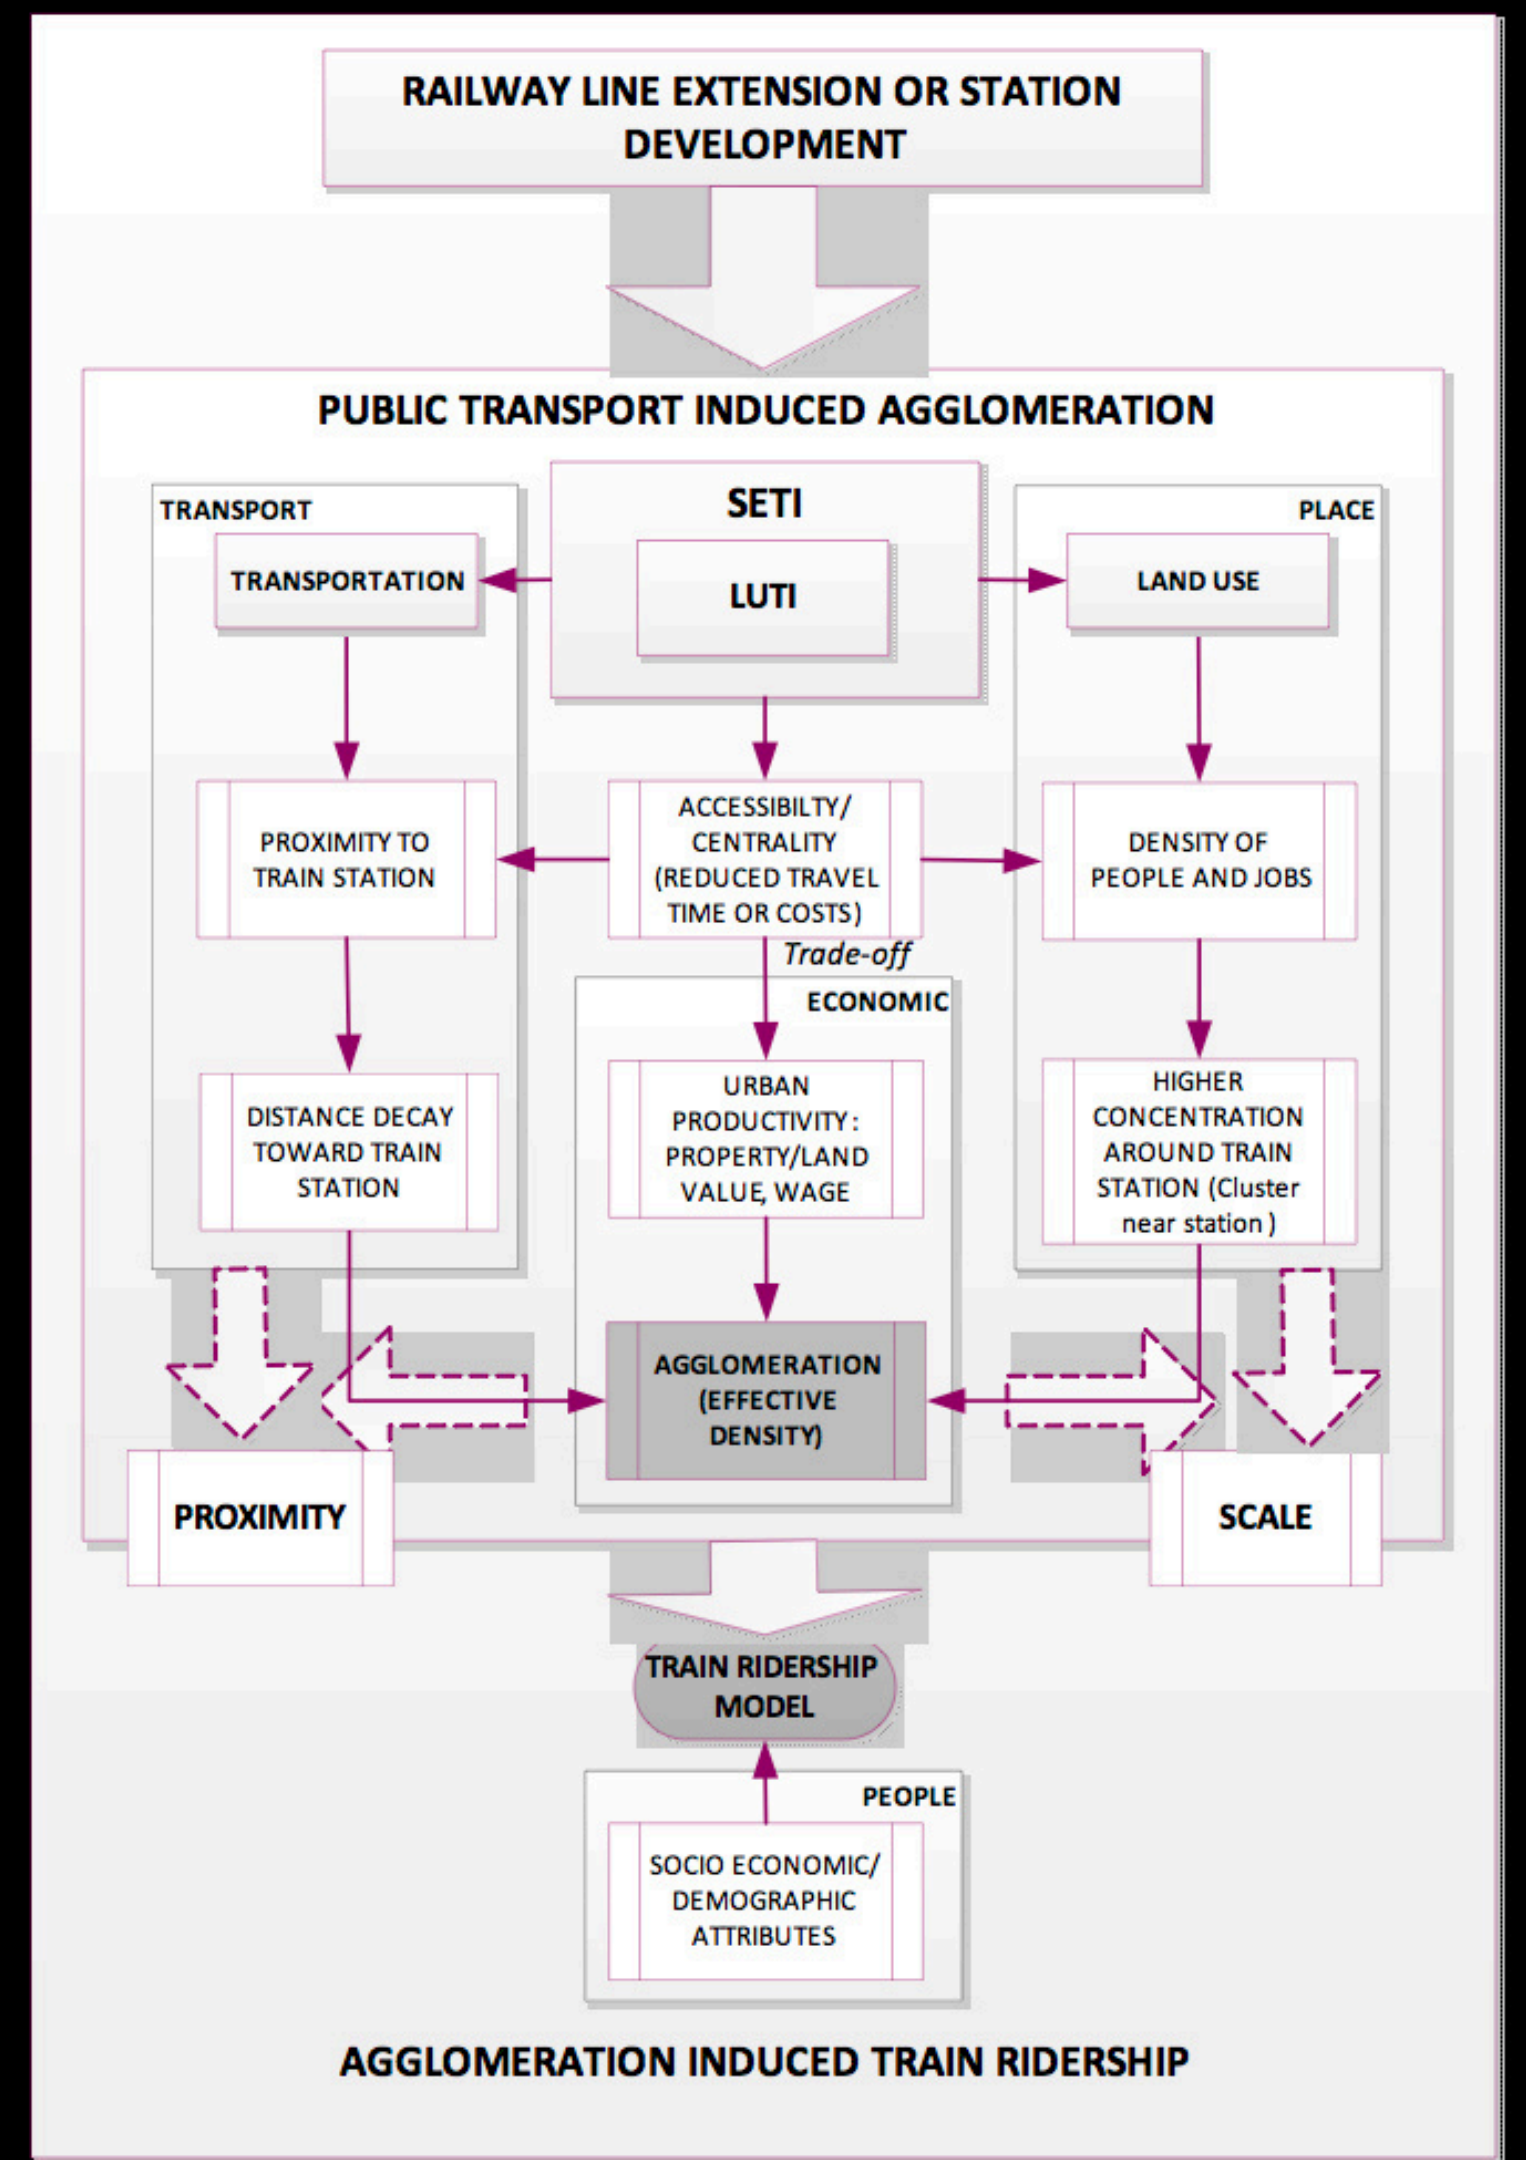 RAILWAY LINE EXTENSION OR STATION
DEVELOPMENT
PUBLIC TRANSPORT INDUCED AGGLOMERATION
TRANSPORT
TRANSPORTATION
SETI
LUTI
PLACE
LAND USE
PROXIMITY TO
TRAIN STATION
ACCESSIBILTY/
CENTRALITY
(REDUCED TRAVEL
TIME OR COSTS)
DENSITY OF
PEOPLE AND JOBS
Trade-off
ECONOMIC
DISTANCE DECAY
TOWARD TRAIN
STATION
URBAN
PRODUCTIVITY:
PROPERTY/LAND
VALUE, WAGE
HIGHER
CONCENTRATION
AROUND TRAIN
STATION (Cluster
near station)
AGGLOMERATION
(EFFECTIVE
DENSITY)
PROXIMITY
SCALE
TRAIN RIDERSHIP
MODEL
PEOPLE
SOCIO ECONOMIC/
DEMOGRAPHIC
ATTRIBUTES
AGGLOMERATION INDUCED TRAIN RIDERSHIP